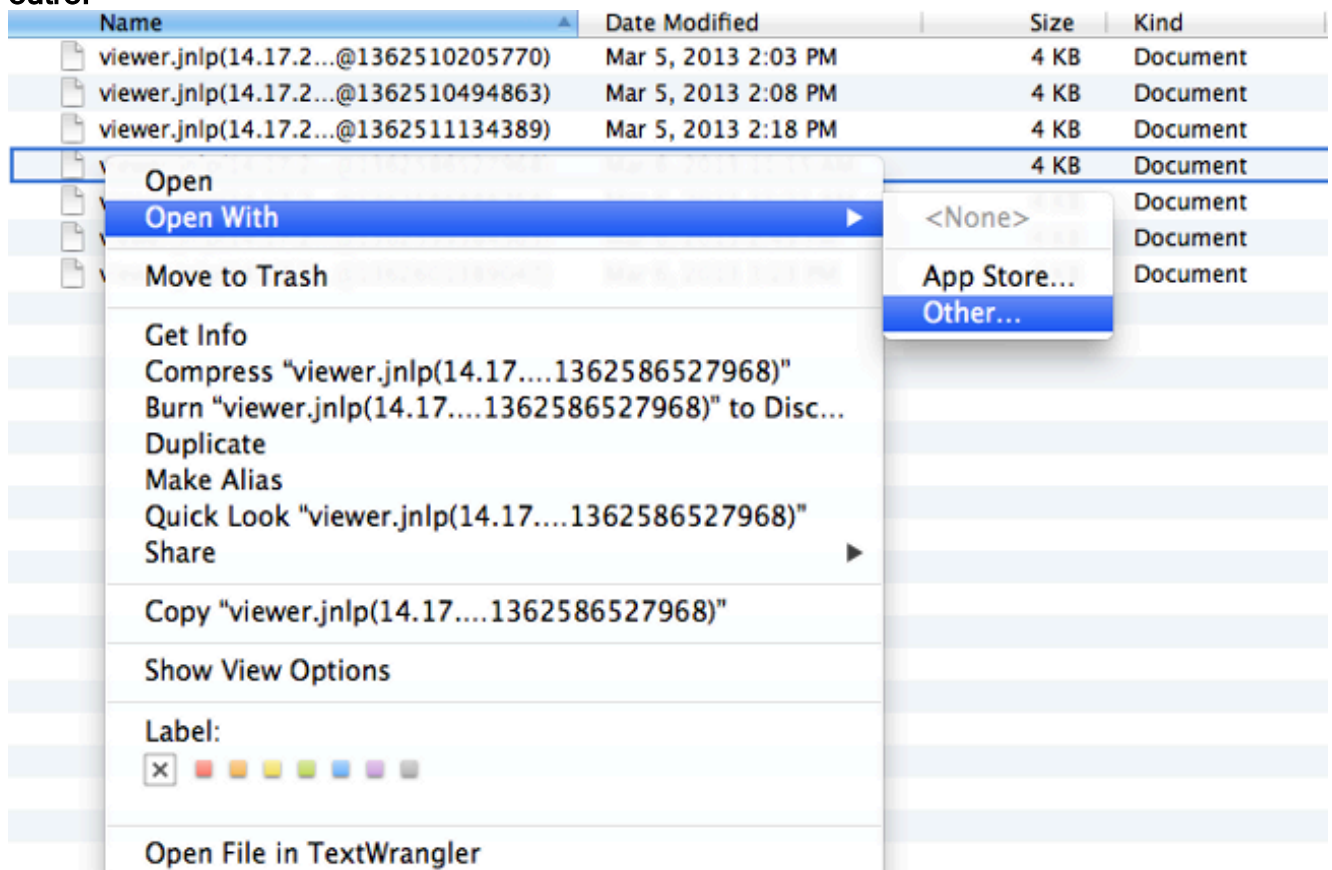 Name Date Modified Size Kind
viewer.jnlp(14.17.2...@1362510205770) Mar 5, 2013 2:03 PM 4 KB Document
viewer.jnlp(14.17.2...@1362510494863) Mar 5, 2013 2:08 PM 4 KB Document
viewer.jnlp(14.17.2...@1362511134389) Mar 5, 2013 2:18 PM 4 KB Document
4 KB Document
Document
Document
Document
Open
Open With
Move to Trash
Get Info
Compress “viewer.jnlp(14.17....1362586527968)”
Burn “viewer.jnlp(14.17....1362586527968)” to Disc...
Duplicate
Make Alias
Quick Look “viewer.jnlp(14.17....1362586527968)”
Share
Copy “viewer.jnlp(14.17....1362586527968)”
Show View Options
Label:
Open File in TextWrangler
<None>
App Store...
Other...